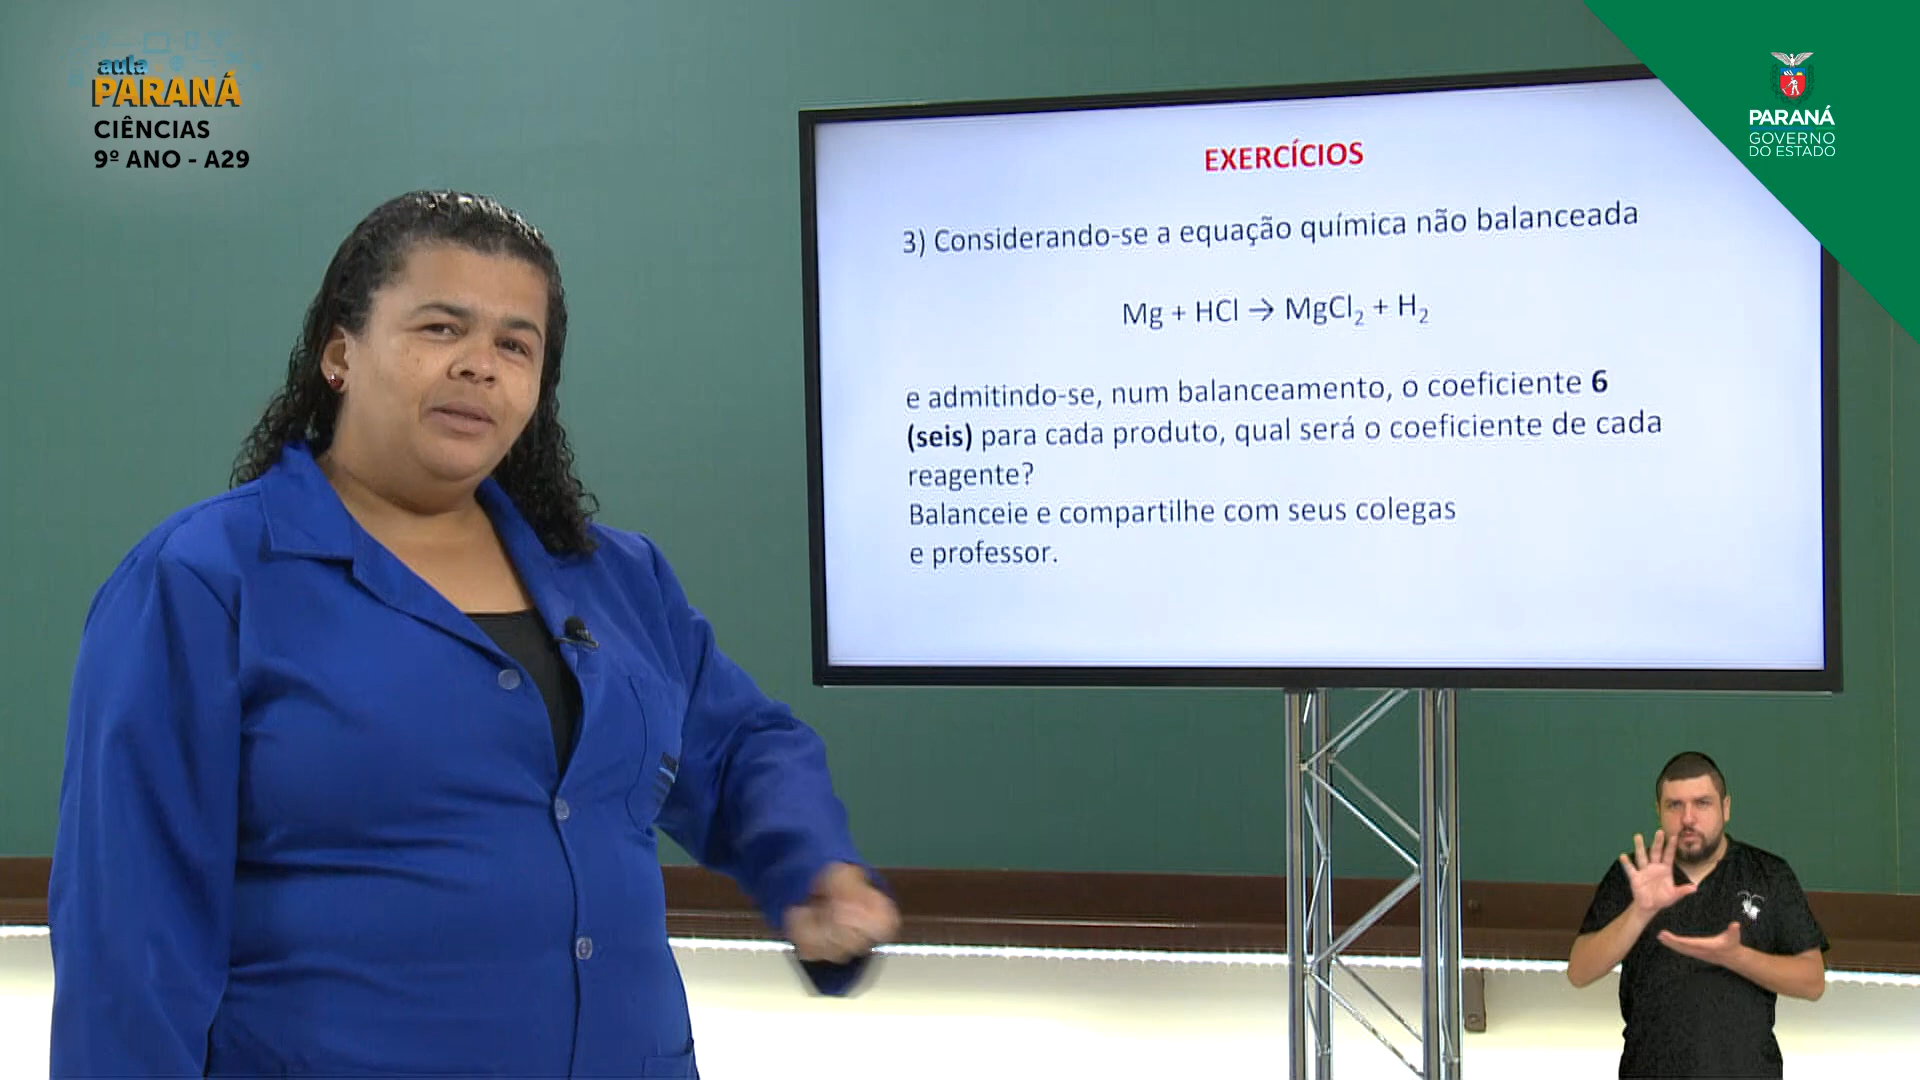 aula
PARANÁ
CIÊNCIAS
9º ANO - A29
PARANÁ
GOVERNO
DO ESTADO
EXERCÍCIOS
3) Considerando-se a equação química não balanceada
Mg + HCl → MgCl₂ + H₂
e admitindo-se, num balanceamento, o coeficiente 6
(seis) para cada produto, qual será o coeficiente de cada
reagente?
Balanceie e compartilhe com seus colegas
e professor.